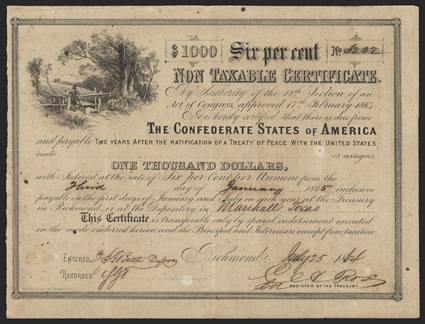 $1000 Six per cent No
NON TAXABLE CERTIFICATE.
By Authority of the 14th Section of an
Act of Congress approved 17th February 1864
It is hereby certified that there is due from
THE CONFEDERATE STATES OF AMERICA
and payable TWO YEARS AFTER THE RATIFICATION OF A TREATY OF PEACE WITH THE UNITED STATES
unto or assigns
ONE THOUSAND DOLLARS,
with Interest at the rate of Six per Cent per Annum from the
third day of January 1865 inclusive
payable on the first days of January and July in each year at the Treasury
in Richmond or at the Depository in Marshall Texas
This Certificate is transferable only by special endorsement executed
in the mode endorsed hereon and the Principal and Interest are exempt from taxation
Richmond July 25 1864
ENTERED
RECORDED
REGISTER OF THE TREASURY